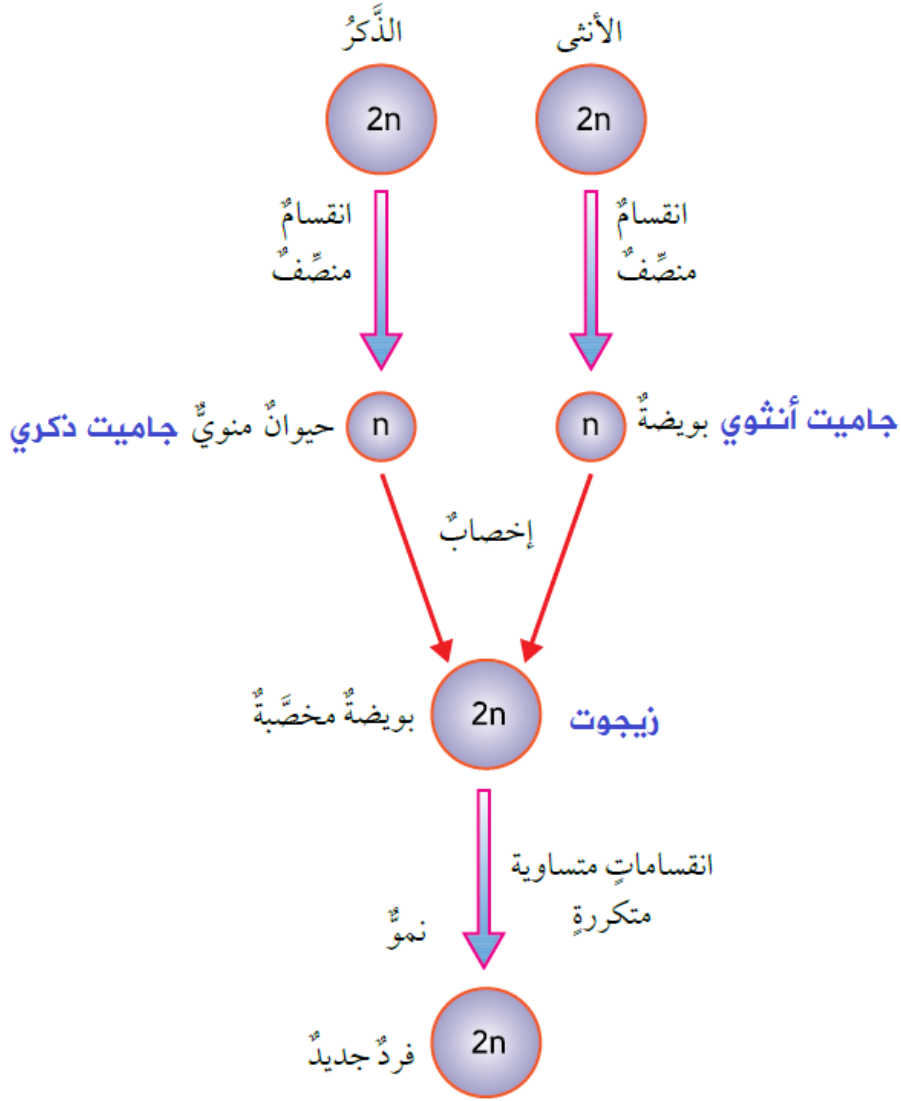 الأنثى
الذَّكرُ
2n
2n
انقسامٌ
منصِّفٌ
انقسامٌ
منصِّفٌ
جاميت أنثوي بويضةٌ
n
n
حيوانٌ منويٌّ جاميت ذكري
إخصابٌ
زيجوت
2n
بويضةٌ مخصَّبةٌ
انقساماتٍ متساوية
متكررةٍ
نموٌّ
2n
فردٌ جديدٌ